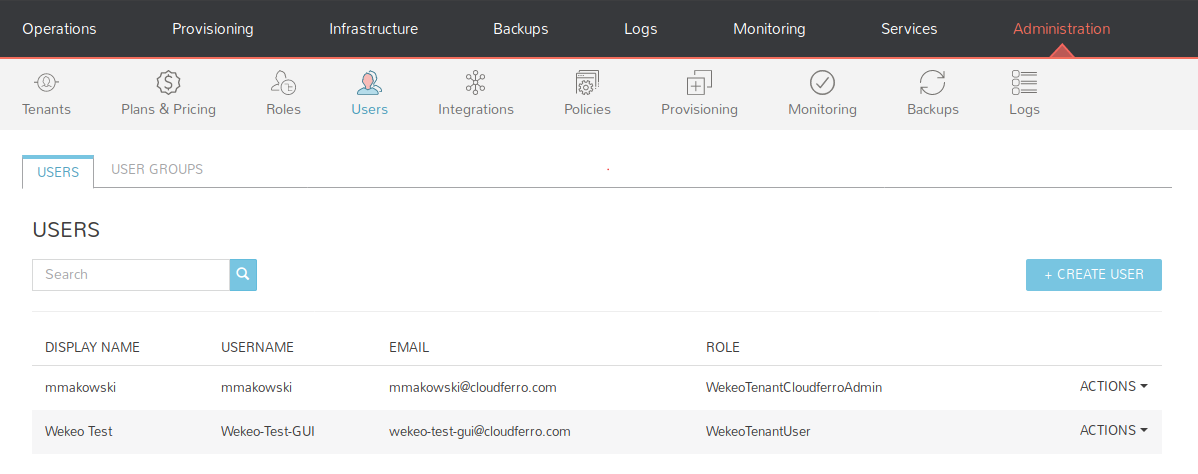 Operations Provisioning Infrastructure Backups Logs Monitoring Services Administration
Tenants Plans & Pricing Roles Users Integrations Policies Provisioning Monitoring Backups Logs
USERS USER GROUPS
USERS
Search
+ CREATE USER
DISPLAY NAME USERNAME EMAIL ROLE
mmakowski mmakowski mmakowski@cloudferro.com WekeoTenantCloudferroAdmin ACTIONS
Wekeo Test Wekeo-Test-GUI wekeo-test-gui@cloudferro.com WekeoTenantUser ACTIONS